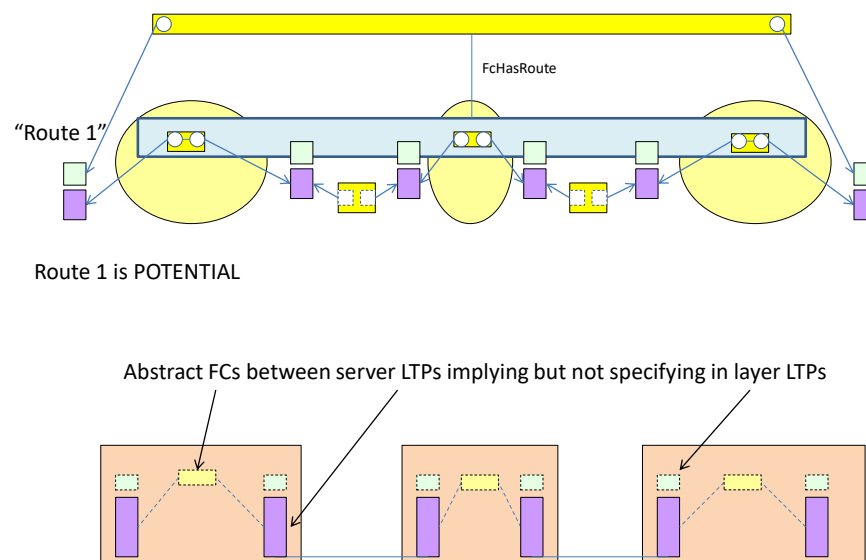 FcHasRoute
“Route 1”
Route 1 is POTENTIAL
Abstract FCs between server LTPs implying but not specifying in layer LTPs